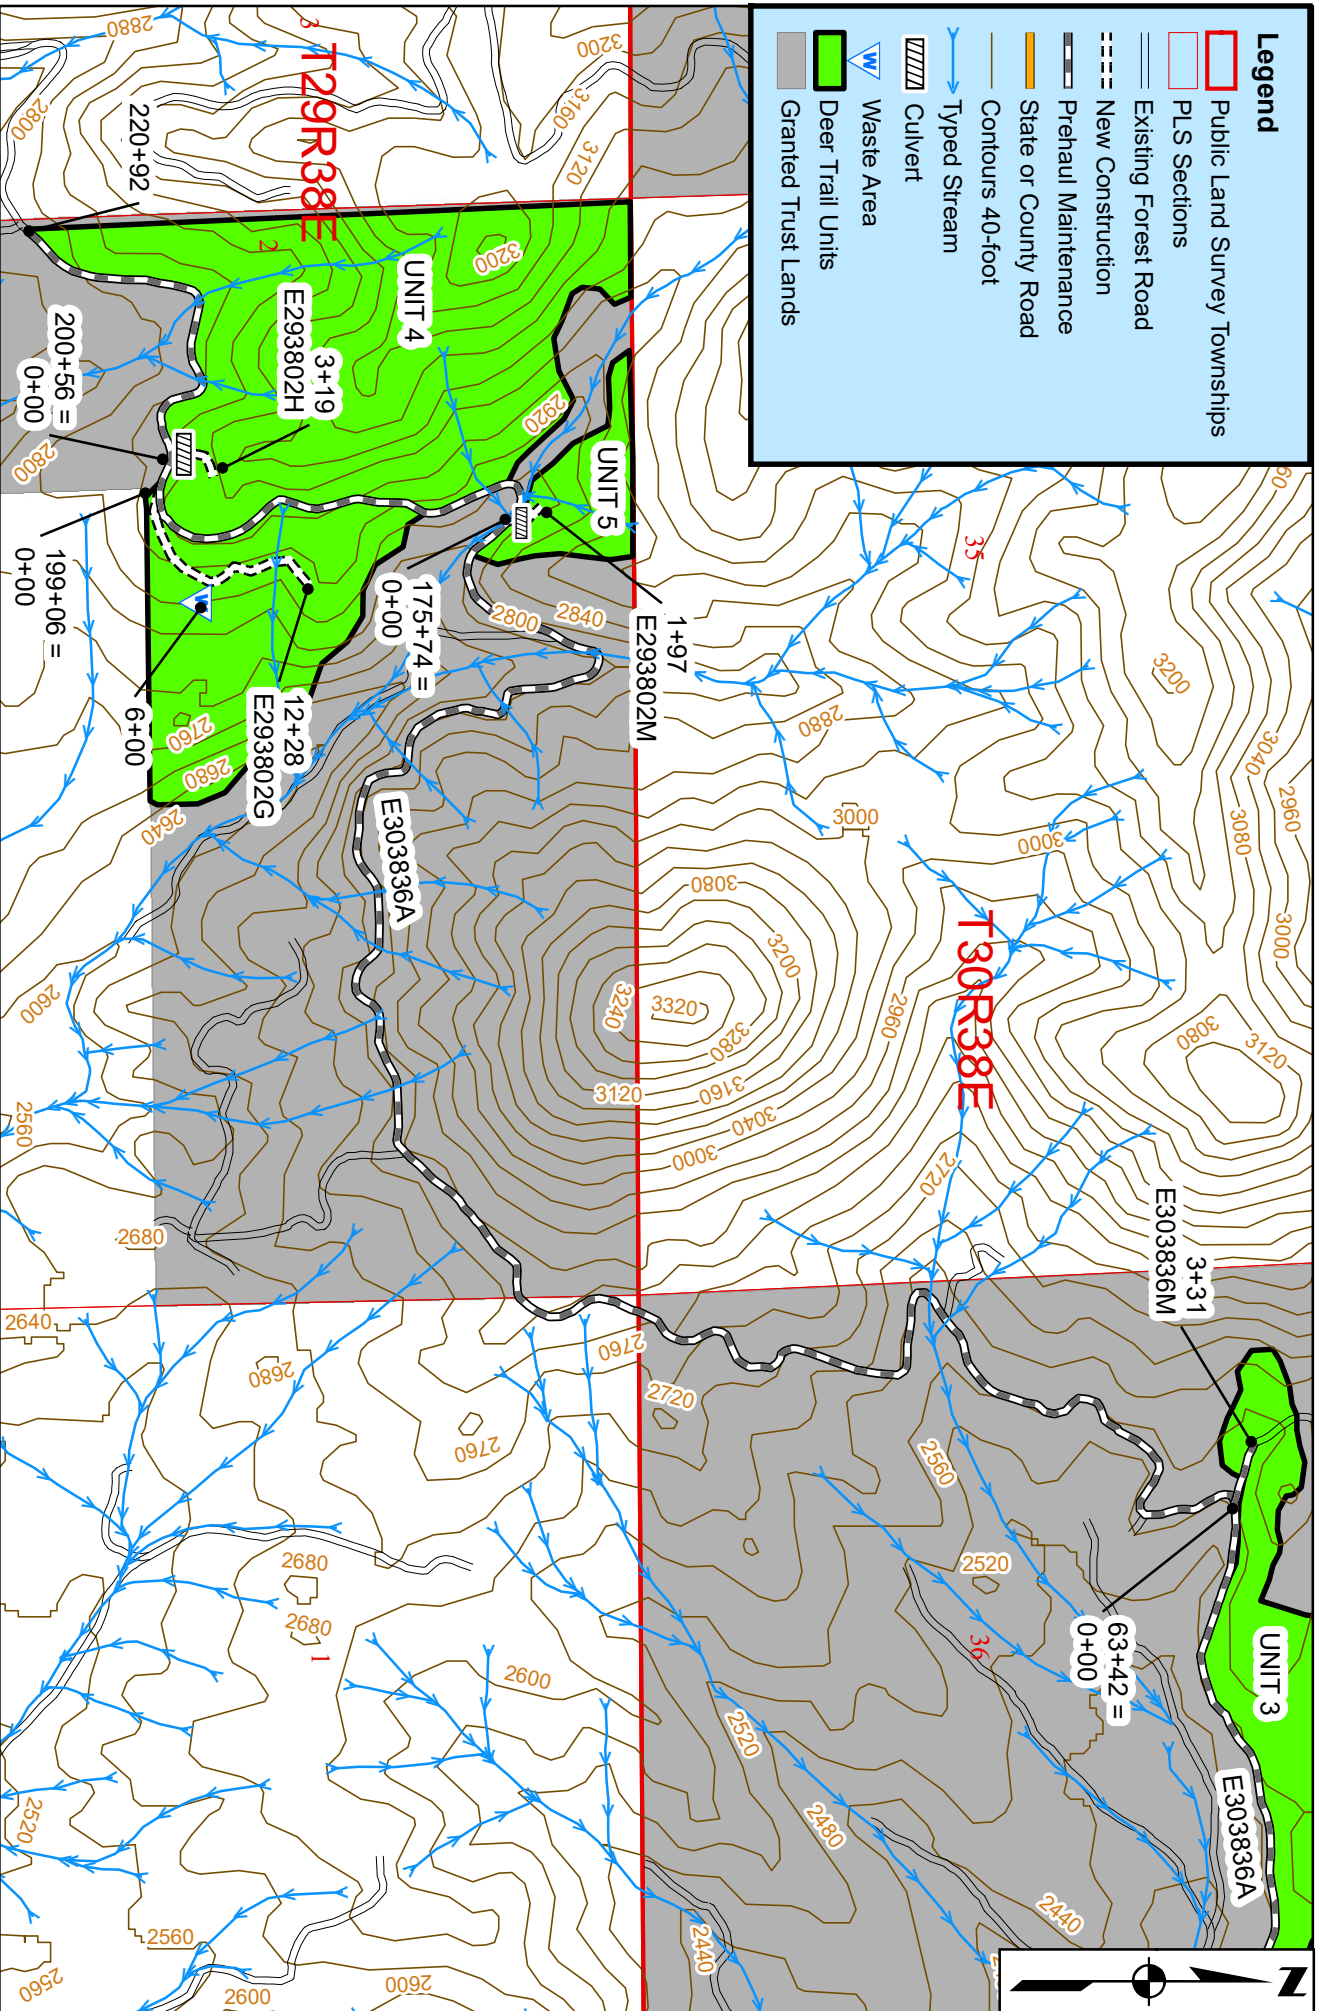 Legend
Public Land Survey Townships
PLS Sections
Existing Forest Road
New Construction
Prehaul Maintenance
State or County Road
Contours 40-foot
Typed Stream
Culvert
W
Waste Area
Deer Trail Units
Granted Trust Lands
N
T30R38E
T29R38E
35
36
3
2
1
UNIT 3
UNIT 4
UNIT 5
3+31
E303836M
63+42 =
0+00
E303836A
E303836A
1+97
E293802M
175+74 =
0+00
3+19
E293802H
12+28
E293802G
W
6+00
199+06 =
0+00
200+56 =
0+00
220+92
3200
3160
3120
2880
2800
3200
2920
2800
2840
2800
2760
2680
2640
2600
2560
2680
2640
3200
3040
2960
3080
3000
3080
3120
2880
3000
3000
3080
3200
3320
3280
3240
3160
3120
3040
3000
2960
2720
2760
2720
2680
2760
2560
2520
2680
2680
2600
2520
2480
2440
2440
2520
2560
2560
2600
2600